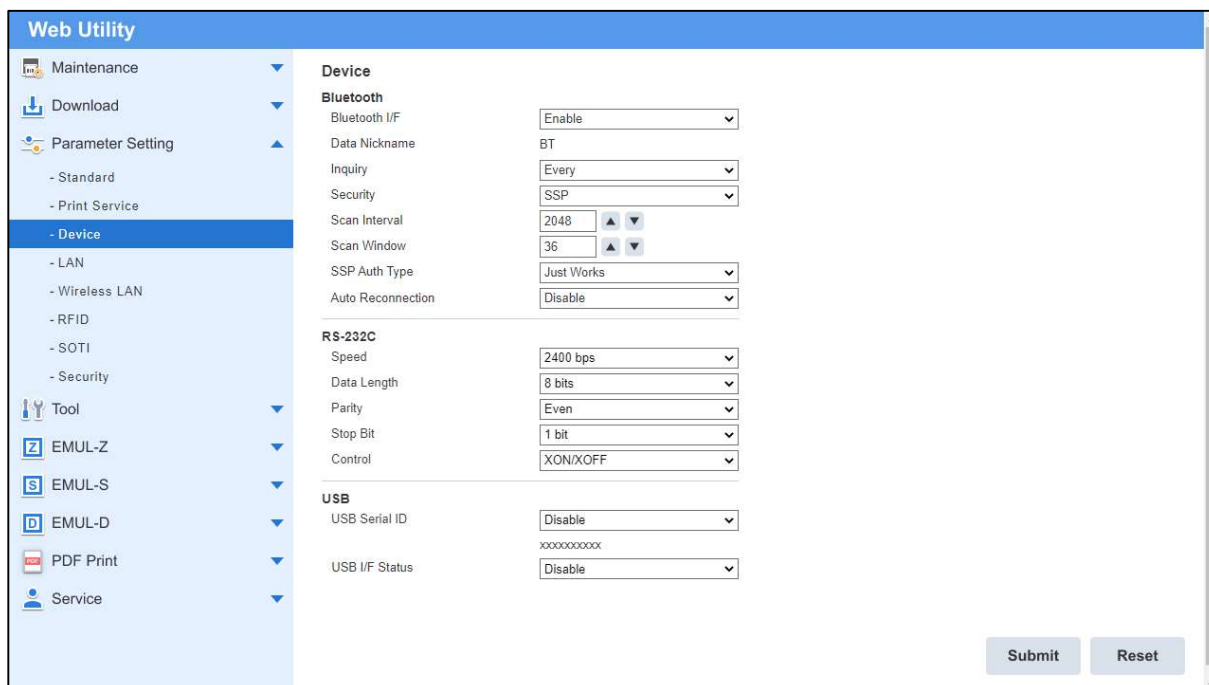 Web Utility
Maintenance
Download
Parameter Setting
- Standard
- Print Service
- Device
- LAN
- Wireless LAN
- RFID
- SOTI
- Security
Tool
Z EMUL-Z
S EMUL-S
D EMUL-D
PDF PDF Print
Service
Device
Bluetooth
Bluetooth I/F Enable
Data Nickname BT
Inquiry Every
Security SSP
Scan Interval 2048
Scan Window 36
SSP Auth Type Just Works
Auto Reconnection Disable
RS-232C
Speed 2400 bps
Data Length 8 bits
Parity Even
Stop Bit 1 bit
Control XON/XOFF
USB
USB Serial ID Disable
xxxxxxxxxx
USB I/F Status Disable
Submit Reset